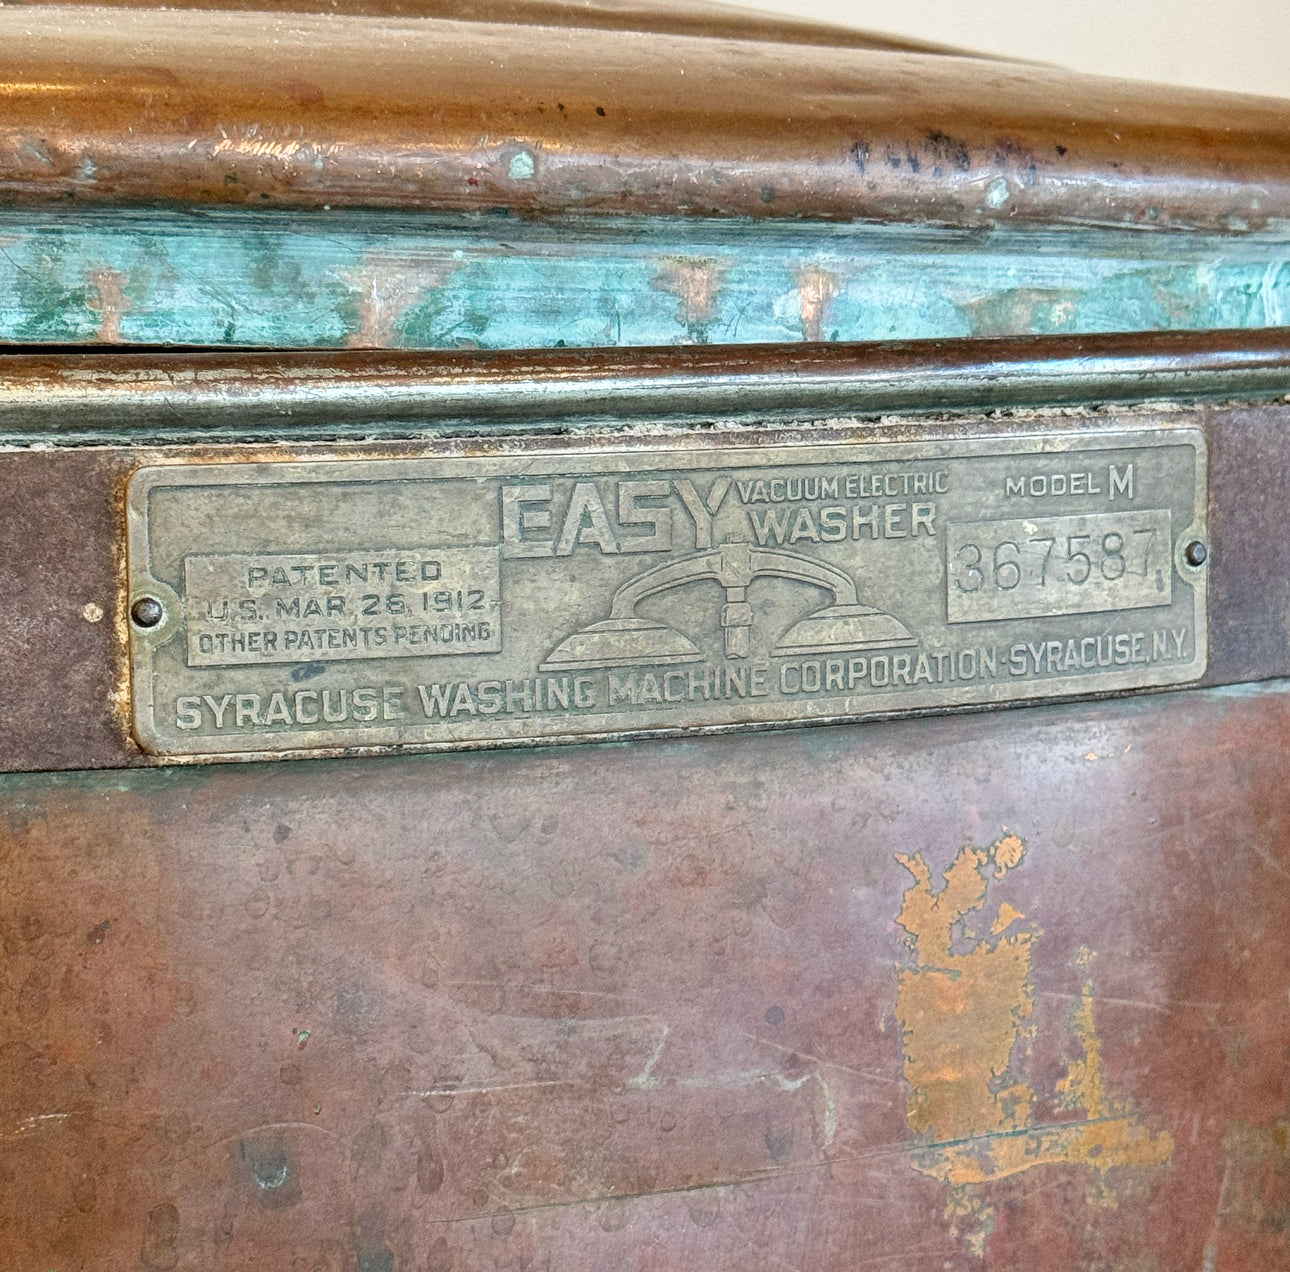 EASY VACUUM ELECTRIC
WASHER
MODEL M
367587
PATENTED
U.S. MAR. 26, 1912.
OTHER PATENTS PENDING
SYRACUSE WASHING MACHINE CORPORATION-SYRACUSE, N.Y.